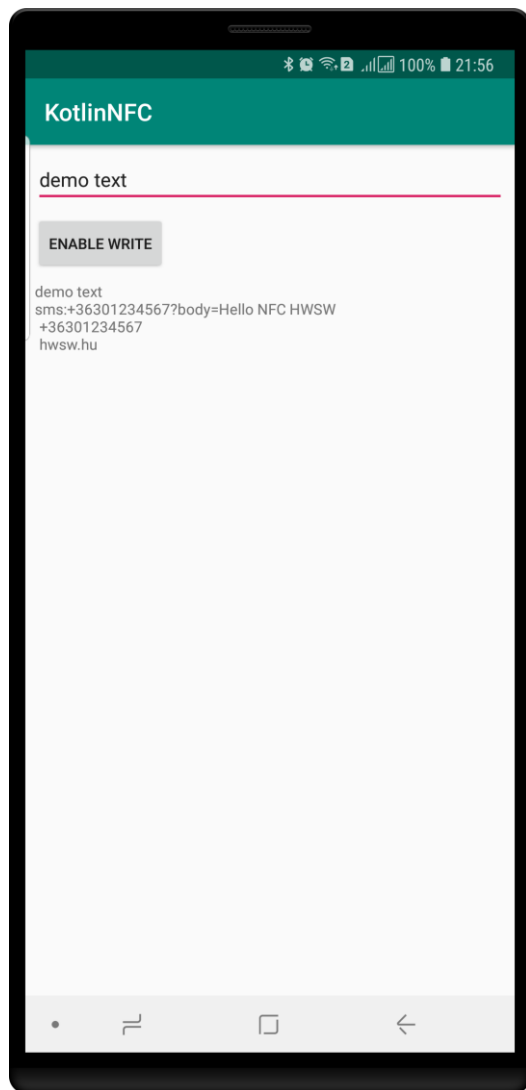 2 100% 21:56
KotlinNFC
demo text
ENABLE WRITE
demo text
sms:+36301234567?body=Hello NFC HWSW
+36301234567
hwsw.hu